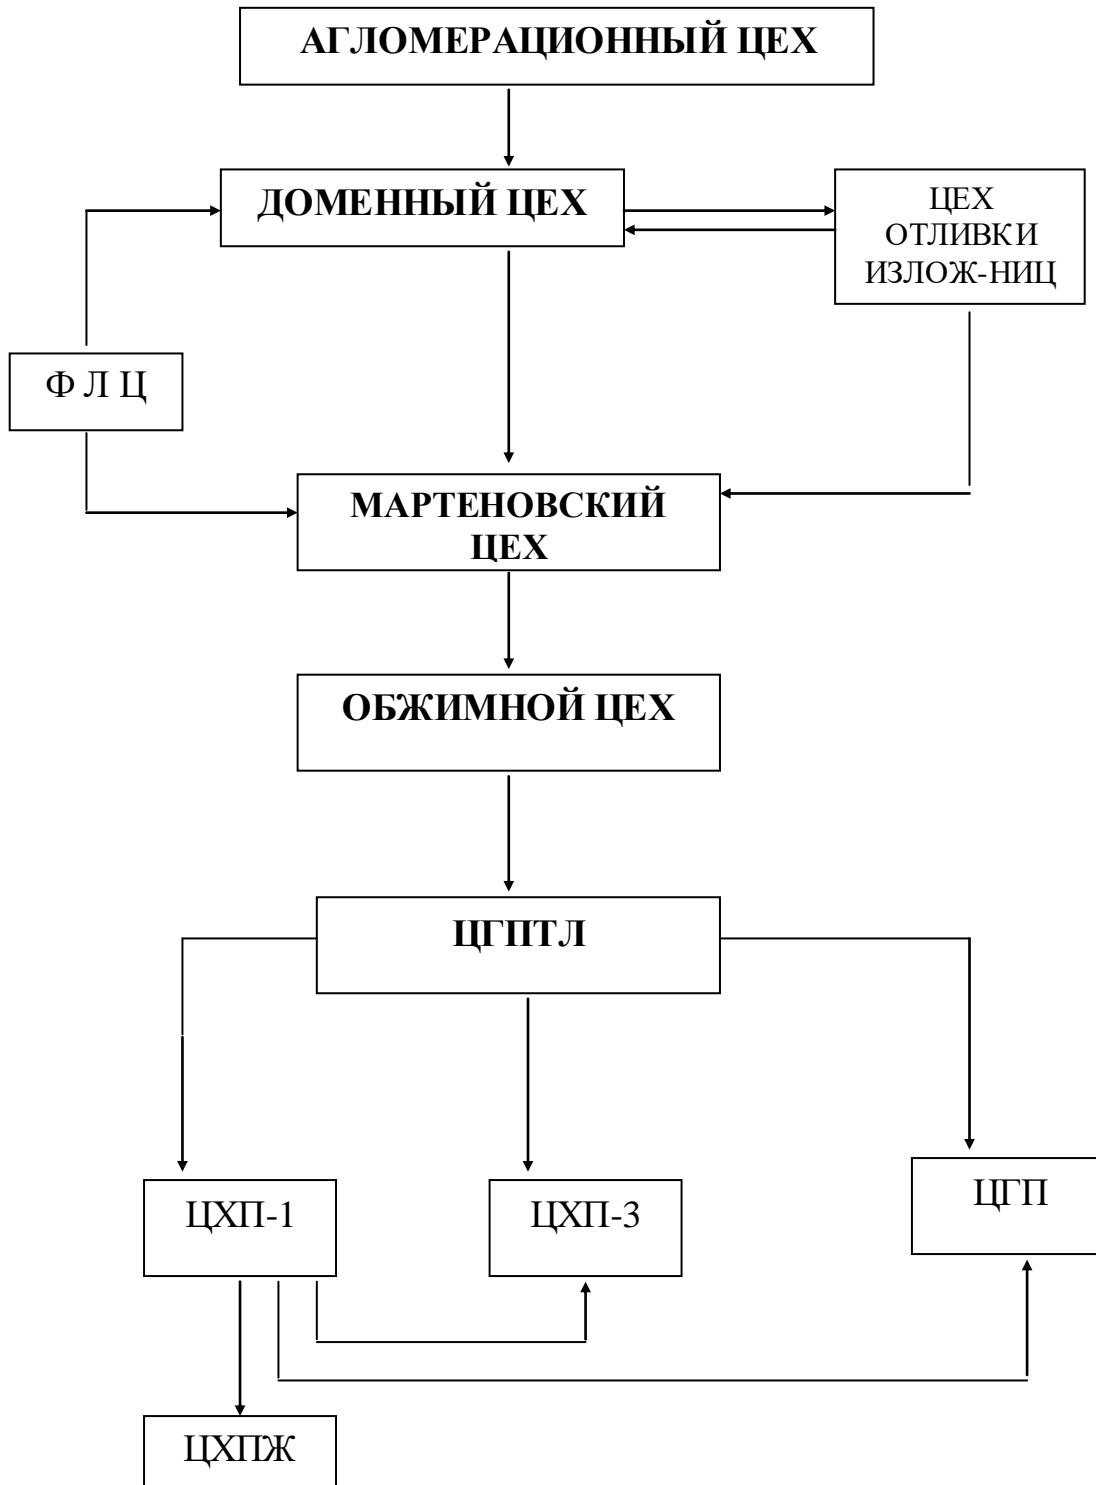 АГЛОМЕРАЦИОННЫЙ ЦЕХ
ДОМЕННЫЙ ЦЕХ
ЦЕХ
ОТЛИВКИ
ИЗЛОЖ-НИЦ
Ф Л Ц
МАРТЕНОВСКИЙ
ЦЕХ
ОБЖИМНОЙ ЦЕХ
ЦГПТЛ
ЦХП-1
ЦХП-3
ЦГП
ЦХПЖ